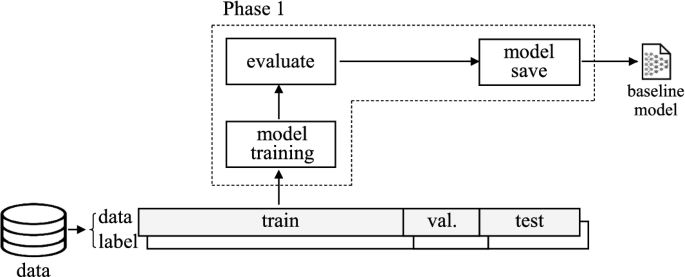 Phase 1
evaluate
model
save
baseline
model
model
training
data
label
train
val.
test
data